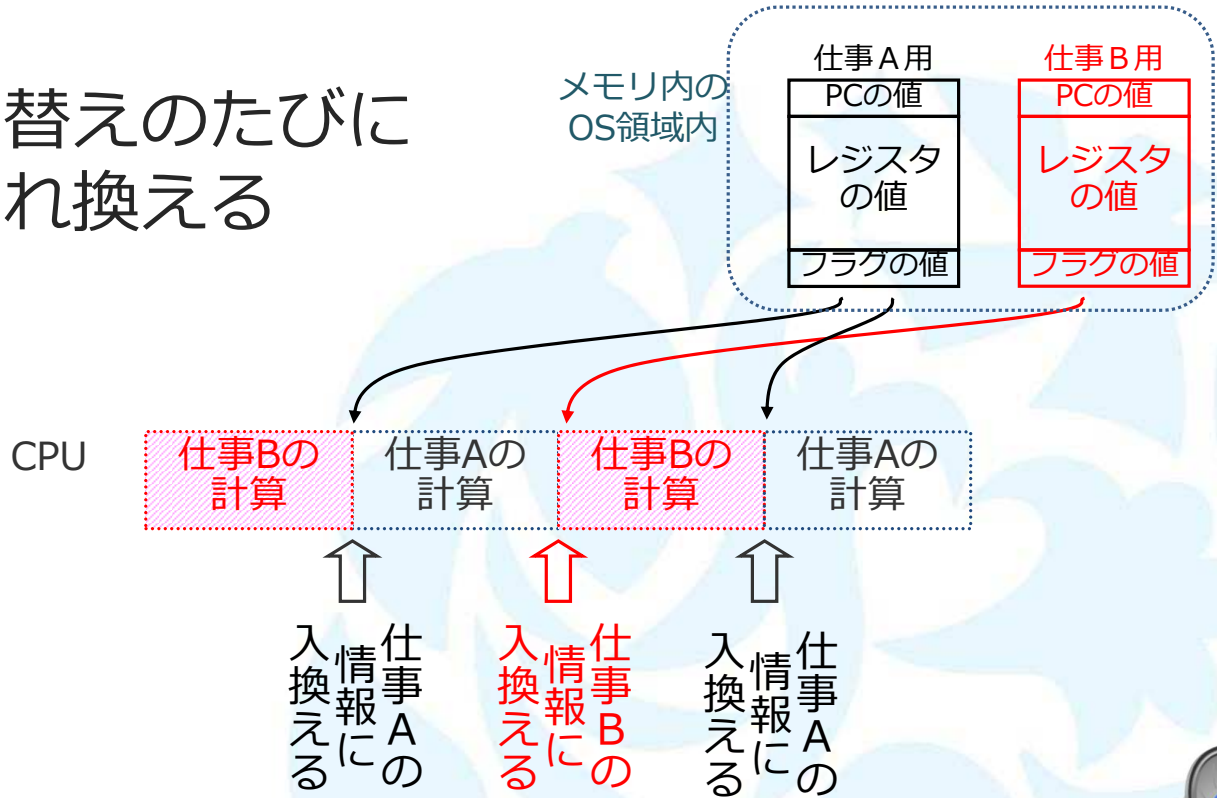 替えのたびに
れ換える
メモリ内の
OS領域内
仕事A用
PCの値
レジスタ
の値
フラグの値
仕事B用
PCの値
レジスタ
の値
フラグの値
CPU
仕事Bの
計算
仕事Aの
計算
仕事Bの
計算
仕事Aの
計算
仕事Aの
情報に
入換える
仕事Bの
情報に
入換える
仕事Aの
情報に
入換える